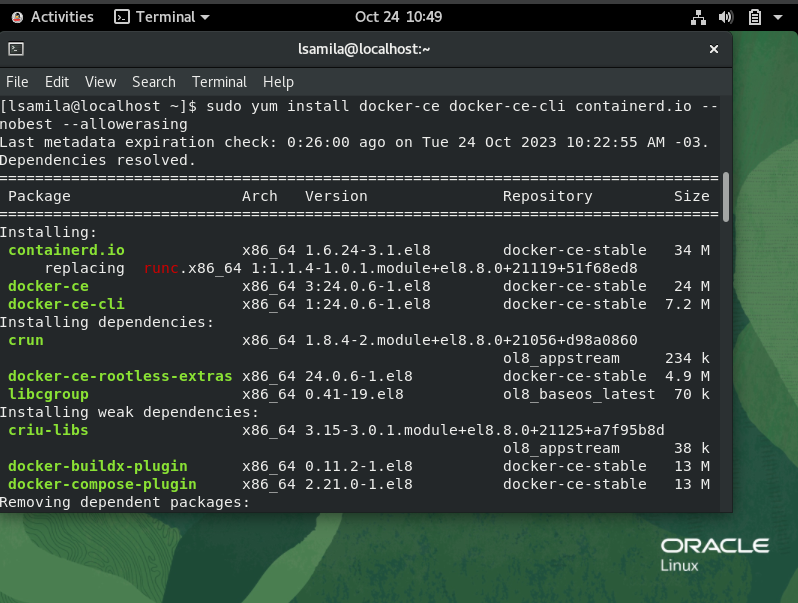 Activities Terminal Oct 24 10:49
lsamila@localhost:~
File Edit View Search Terminal Help
[lsamila@localhost ~]$ sudo yum install docker-ce docker-ce-cli containerd.io --
nobest --allowerasing
Last metadata expiration check: 0:26:00 ago on Tue 24 Oct 2023 10:22:55 AM -03.
Dependencies resolved.
================================================================================
Package Arch Version Repository Size
================================================================================
Installing:
containerd.io x86_64 1.6.24-3.1.el8 docker-ce-stable 34 M
replacing runc.x86_64 1:1.1.4-1.0.1.module+el8.8.0+21119+51f68ed8
docker-ce x86_64 3:24.0.6-1.el8 docker-ce-stable 24 M
docker-ce-cli x86_64 1:24.0.6-1.el8 docker-ce-stable 7.2 M
Installing dependencies:
crun x86_64 1.8.4-2.module+el8.8.0+21056+d98a0860
ol8_appstream 234 k
docker-ce-rootless-extras x86_64 24.0.6-1.el8 docker-ce-stable 4.9 M
libcgroup x86_64 0.41-19.el8 ol8_baseos_latest 70 k
Installing weak dependencies:
criu-libs x86_64 3.15-3.0.1.module+el8.8.0+21125+a7f95b8d
ol8_appstream 38 k
docker-buildx-plugin x86_64 0.11.2-1.el8 docker-ce-stable 13 M
docker-compose-plugin x86_64 2.21.0-1.el8 docker-ce-stable 13 M
Removing dependent packages:
ORACLE
Linux